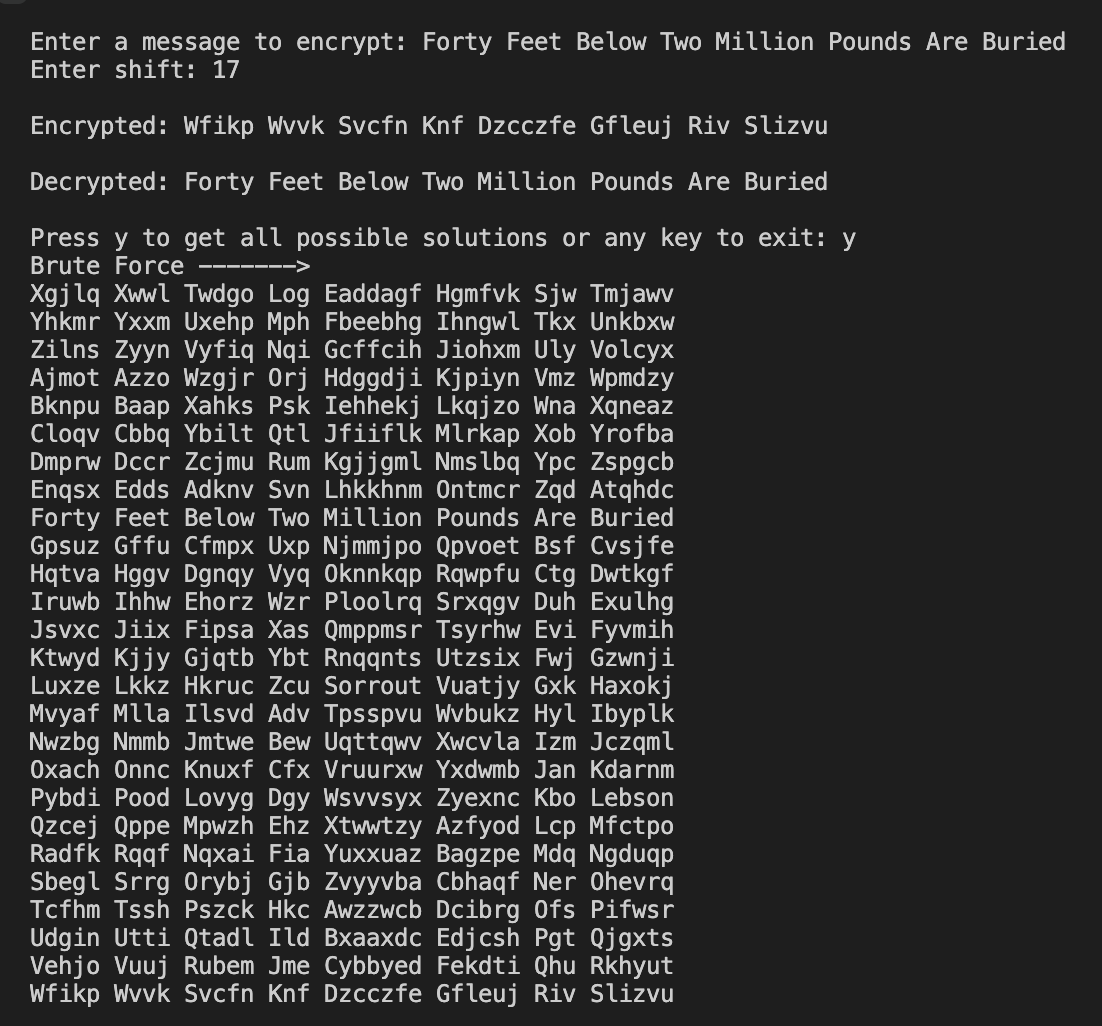 Enter a message to encrypt: Forty Feet Below Two Million Pounds Are Buried
Enter shift: 17
Encrypted: Wfikp Wvvk Svcfn Knf Dzcczfe Gfleuj Riv Slizvu
Decrypted: Forty Feet Below Two Million Pounds Are Buried
Press y to get all possible solutions or any key to exit: y
Brute Force ------->
Xgjlq Xwwl Twdgo Log Eaddagf Hgmfvk Sjw Tmjawv
Yhkmr Yxxm Uxehp Mph Fbeebhg Ihngwl Tkx Unkbxw
Zilns Zyyn Vyfiq Nqi Gcffcih Jiohxm Uly Volcyx
Ajmot Azzo Wzgjr Orj Hdggdji Kjpiyn Vmz Wpmdzy
Bknpu Baap Xahks Psk Iehhekj Lkqjzo Wna Xqneaz
Cloqv Cbbq Ybilt Qtl Jfiiflk Mlrkap Xob Yrofba
Dmprw Dccr Zcjmu Rum Kgjjgml Nmslbq Ypc Zspgcb
Enqsx Edds Adknv Svn Lhkkhnm Ontmcr Zqd Atqhdc
Forty Feet Below Two Million Pounds Are Buried
Gpsuz Gffu Cfmpx Uxp Njmmjpo Qpvoet Bsf Cvsjfe
Hqtva Hggv Dgnqy Vyq Oknnkqp Rqwpfu Ctg Dwtkgf
Iruwb Ihhw Ehorz Wzr Ploolrq Srxqgv Duh Exulhg
Jsvxc Jiix Fipsa Xas Qmppmsr Tsyrhw Evi Fyvmih
Ktwyd Kjjy Gjqtb Ybt Rnqqnts Utzsix Fwj Gzwnji
Luxze Lkkz Hkruc Zcu Sorrout Vuatjy Gxk Haxokj
Mvyaf Mlla Ilsvd Adv Tpsspvu Wvbukz Hyl Ibyplk
Nwzbg Nmmb Jmtwe Bew Uqttqwv Xwcvla Izm Jczqml
Oxach Onnc Knuxf Cfx Vruurxw Yxdwmb Jan Kdarnm
Pybdi Pood Lovyg Dgy Wsvvsyx Zyexnc Kbo Lebson
Qzcej Qppe Mpwzh Ehz Xtwwtzy Azfyod Lcp Mfctpo
Radfk Rqqf Nqxai Fia Yuxxuaz Bagzpe Mdq Ngduqp
Sbegl Srrg Orybj Gjb Zvyyvba Cbhaqf Ner Ohevrq
Tcfhm Tssh Pszck Hkc Awzzwcb Dcibrg Ofs Pifwsr
Udgin Utti Qtadl Ild Bxaaxdc Edjcsh Pgt Qjgxts
Vehjo Vuuj Rubem Jme Cybbyed Fekdti Qhu Rkhyut
Wfikp Wvvk Svcfn Knf Dzcczfe Gfleuj Riv Slizvu